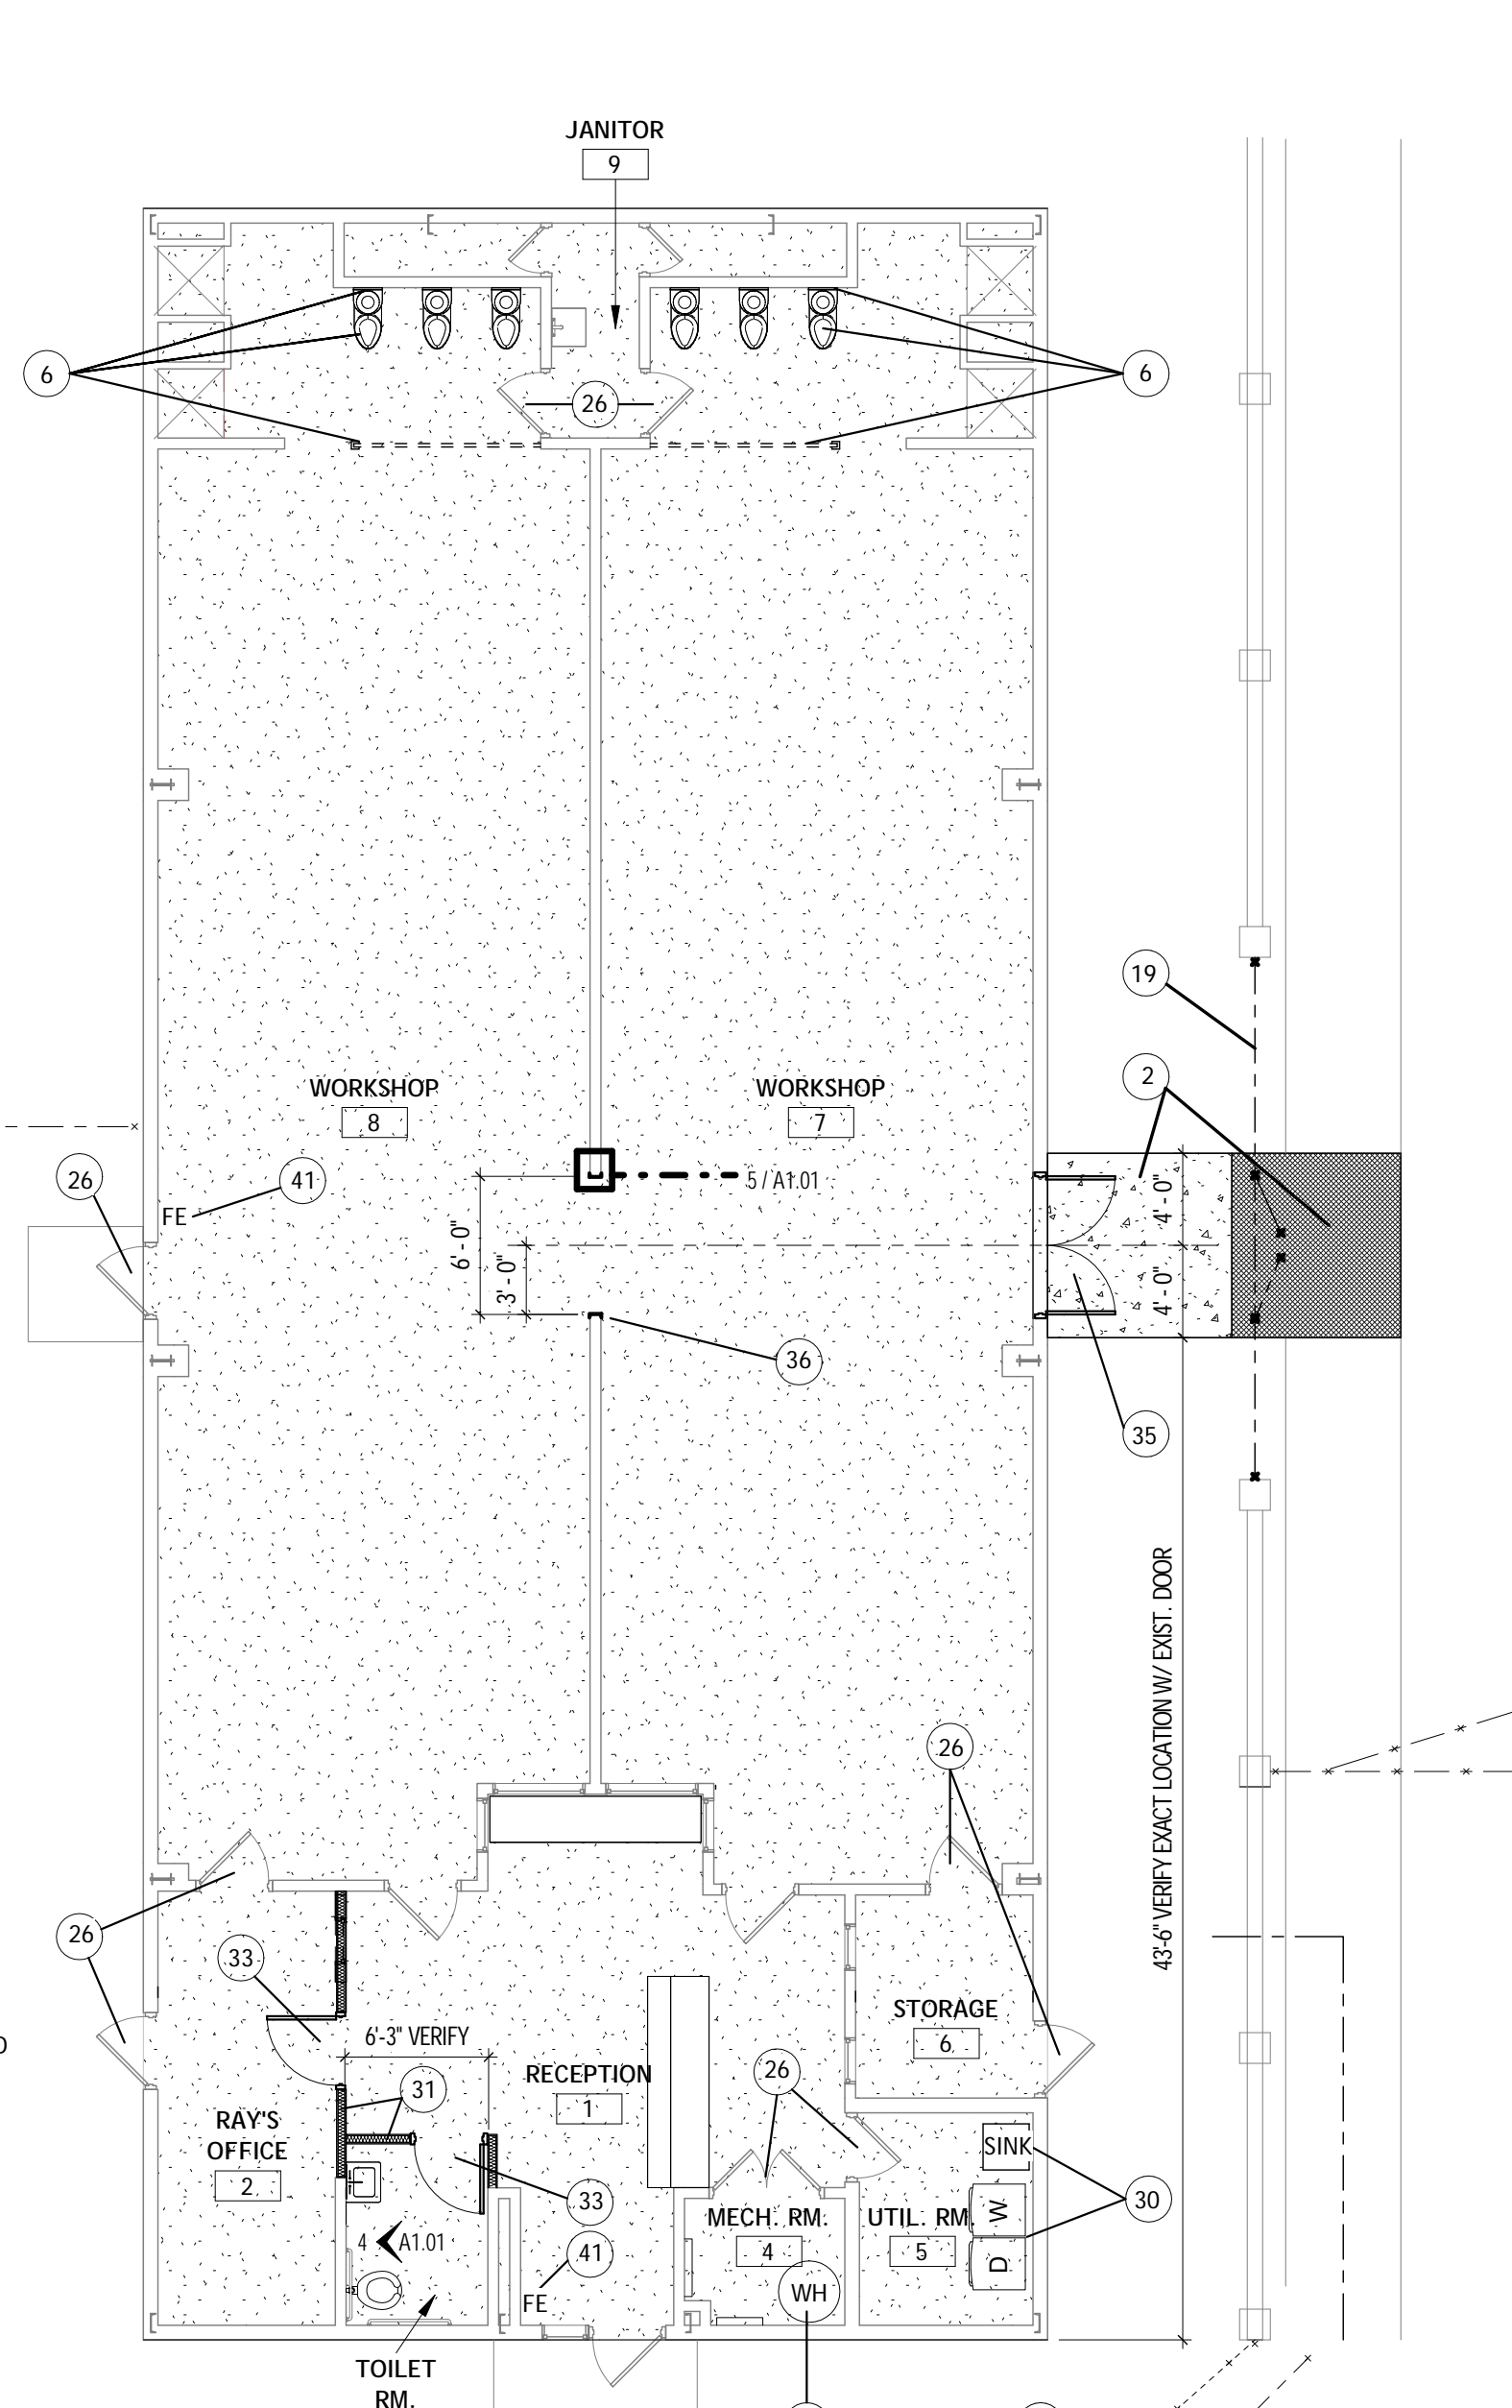 JANITOR
9
6
6
26
19
2
WORKSHOP
8
WORKSHOP
7
26
41
FE
5 / A1.01
6' - 0"
3' - 0"
4' - 0"
4' - 0"
36
35
43'-6" VERIFY EXACT LOCATION W/ EXIST. DOOR
26
26
33
6'-3" VERIFY
STORAGE
6
26
RECEPTION
1
31
RAY'S
OFFICE
2
SINK
33
30
W
MECH. RM.
4
UTIL. RM.
5
4
A1.01
41
D
WH
FE
TOILET
RM.